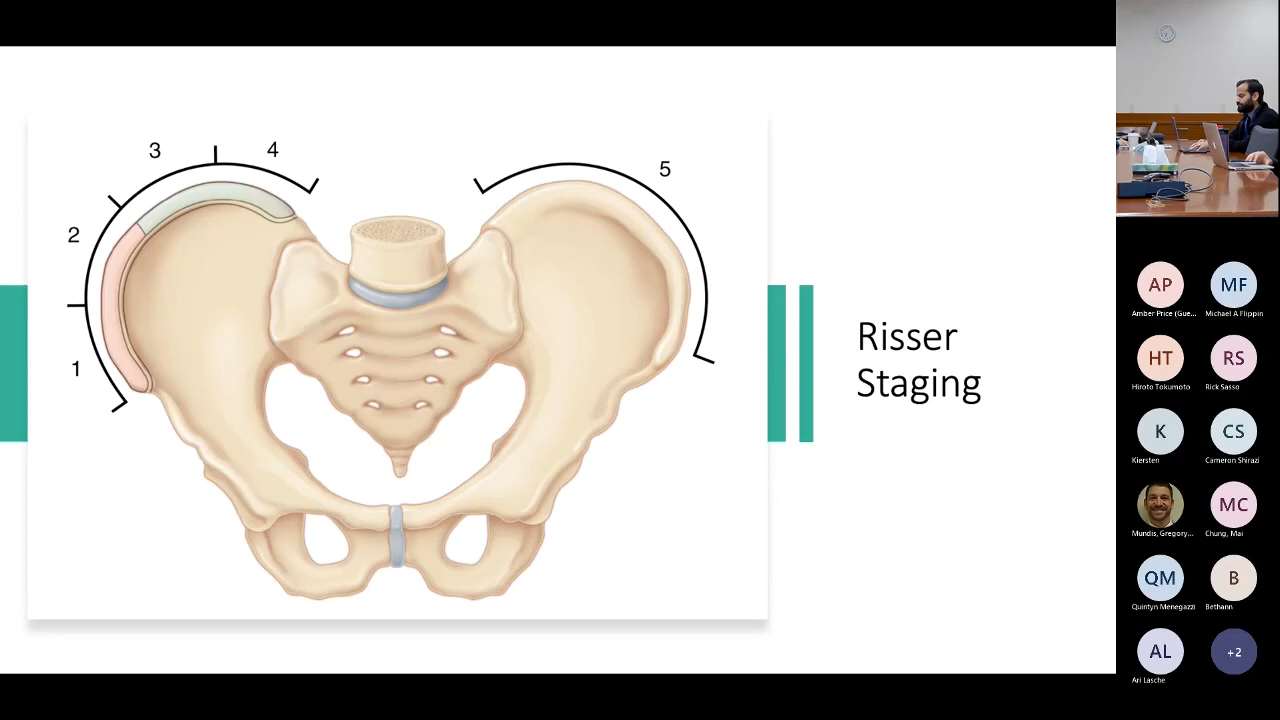 3
4
5
2
1
Risser
Staging
AP
MF
Amber Price (Gue...
Michael A Flippin
HT
RS
Hiroto Tokumoto
Rick Sasso
K
CS
Kiersten
Cameron Shirazi
MC
Mundis, Gregory...
Chung, Mai
QM
B
Quintyn Menegazzi
Bethann
AL
+2
Ari Lasche